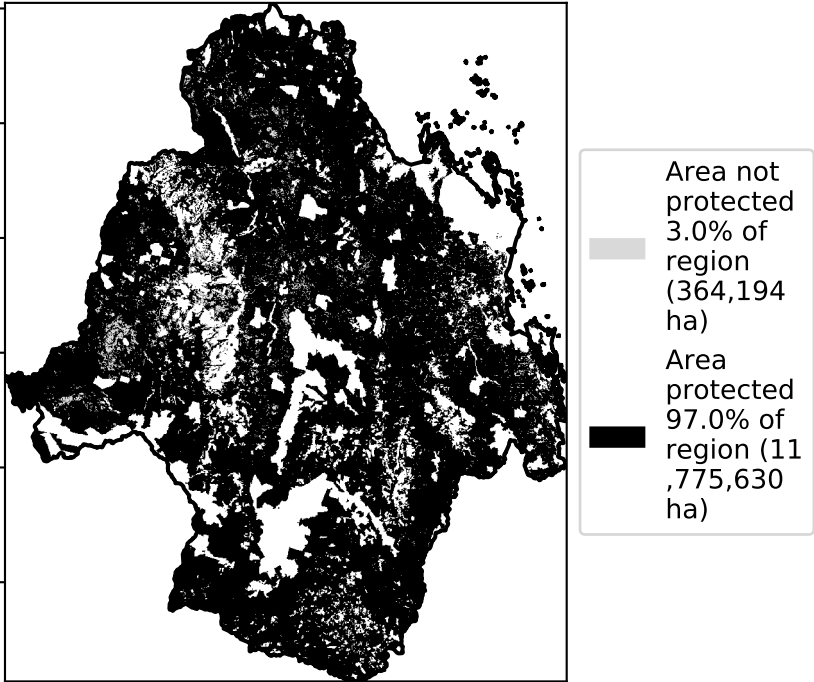 Area not
protected
3.0% of
region
(364,194
ha)
Area
protected
97.0% of
region (11
,775,630
ha)